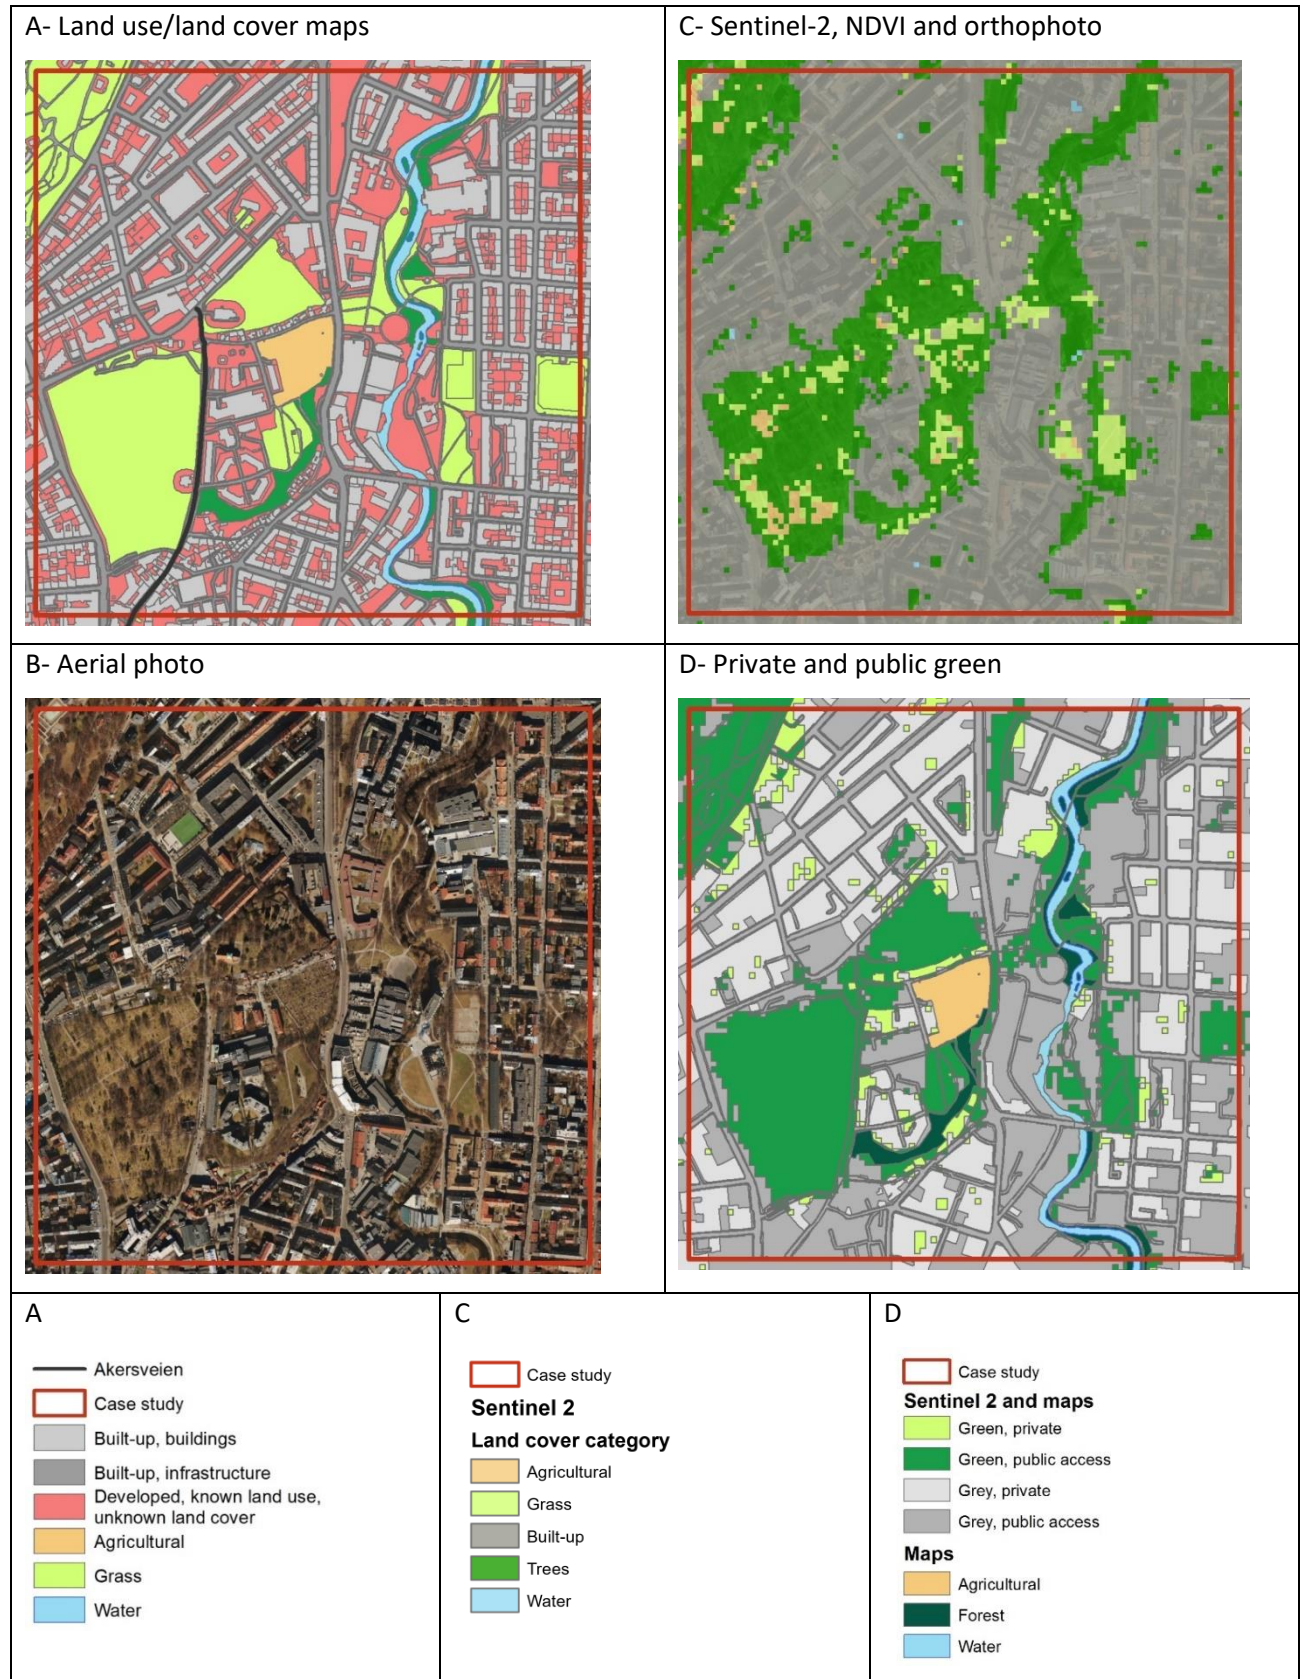 A- Land use/land cover maps
C- Sentinel-2, NDVI and orthophoto
B- Aerial photo
D- Private and public green
A
Akersveien
Case study
Built-up, buildings
Built-up, infrastructure
Developed, known land use,
unknown land cover
Agricultural
Grass
Water
C
Case study
Sentinel 2
Land cover category
Agricultural
Grass
Built-up
Trees
Water
D
Case study
Sentinel 2 and maps
Green, private
Green, public access
Grey, private
Grey, public access
Maps
Agricultural
Forest
Water